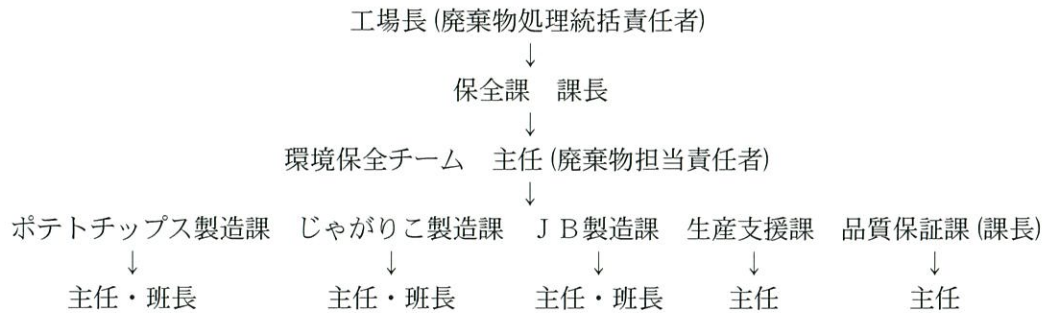 工場長(廃棄物処理統括責任者)
↓
保全課　課長
↓
環境保全チーム　主任(廃棄物担当責任者)
↓
ポテトチップス製造課　じゃがりこ製造課　ＪＢ製造課　生産支援課　品質保証課(課長)
↓　↓　↓　↓　↓
主任・班長　主任・班長　主任・班長　主任　主任